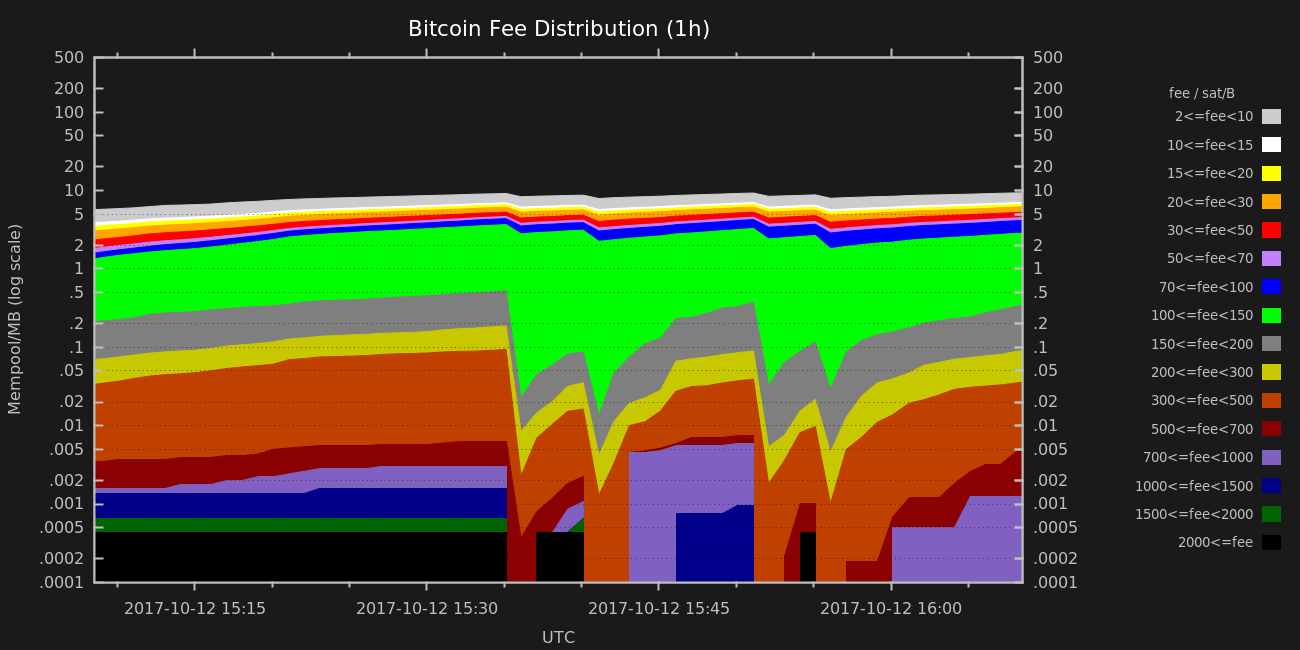 Bitcoin Fee Distribution (1h)
Mempool/MB (log scale)
500
200
100
50
20
10
5
2
1
.5
.2
.1
.05
.02
.01
.005
.002
.001
.0005
.0002
.0001
500
200
100
50
20
10
5
2
1
.5
.2
.1
.05
.02
.01
.005
.002
.001
.0005
.0002
.0001
2017-10-12 15:15 2017-10-12 15:30 2017-10-12 15:45 2017-10-12 16:00
UTC
fee / sat/B
2<=fee<10
10<=fee<15
15<=fee<20
20<=fee<30
30<=fee<50
50<=fee<70
70<=fee<100
100<=fee<150
150<=fee<200
200<=fee<300
300<=fee<500
500<=fee<700
700<=fee<1000
1000<=fee<1500
1500<=fee<2000
2000<=fee